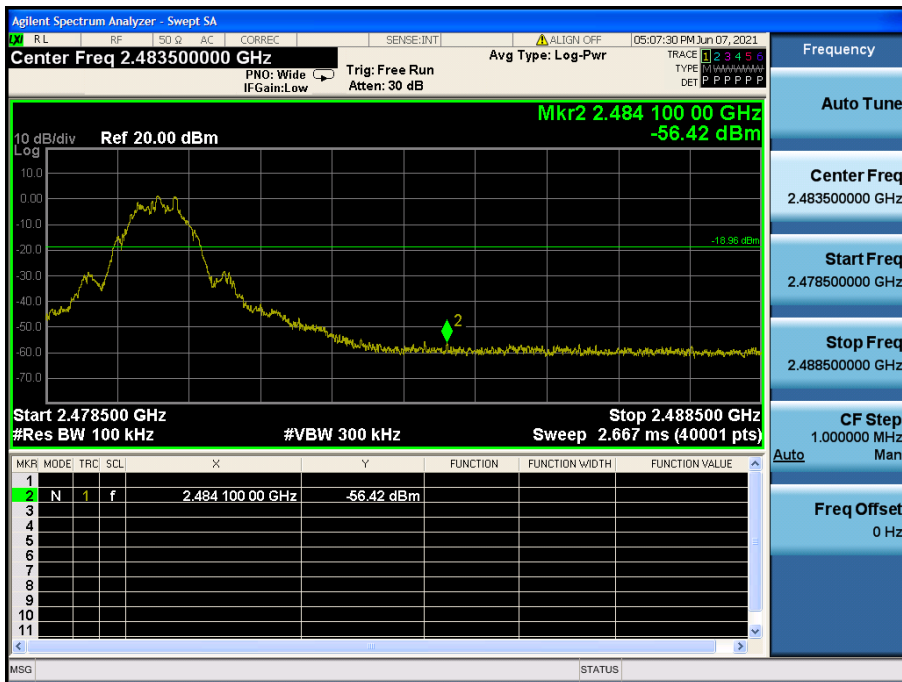 Agilent Spectrum Analyzer - Swept SA
LXI RL RF 50 Ω AC CORREC SENSE:INT ALIGN OFF 05:07:30 PM Jun 07, 2021
Center Freq 2.483500000 GHz
PNO: Wide
IFGain:Low
Trig: Free Run
Atten: 30 dB
Avg Type: Log-Pwr
TRACE 1 2 3 4 5 6
TYPE M W W W W W
DET P P P P P P
Mkr2 2.484 100 00 GHz
-56.42 dBm
10 dB/div Ref 20.00 dBm
Log
10.0
0.00
-10.0
-18.96 dBm
-20.0
-30.0
-40.0
-50.0
2
-60.0
-70.0
Start 2.478500 GHz Stop 2.488500 GHz
#Res BW 100 kHz #VBW 300 kHz Sweep 2.667 ms (40001 pts)
MKR MODE TRC SCL X Y FUNCTION FUNCTION WIDTH FUNCTION VALUE
1
2 N 1 f 2.484 100 00 GHz -56.42 dBm
3
4
5
6
7
8
9
10
11
MSG STATUS
Frequency
Auto Tune
Center Freq
2.483500000 GHz
Start Freq
2.478500000 GHz
Stop Freq
2.488500000 GHz
CF Step
1.000000 MHz
Auto Man
Freq Offset
0 Hz